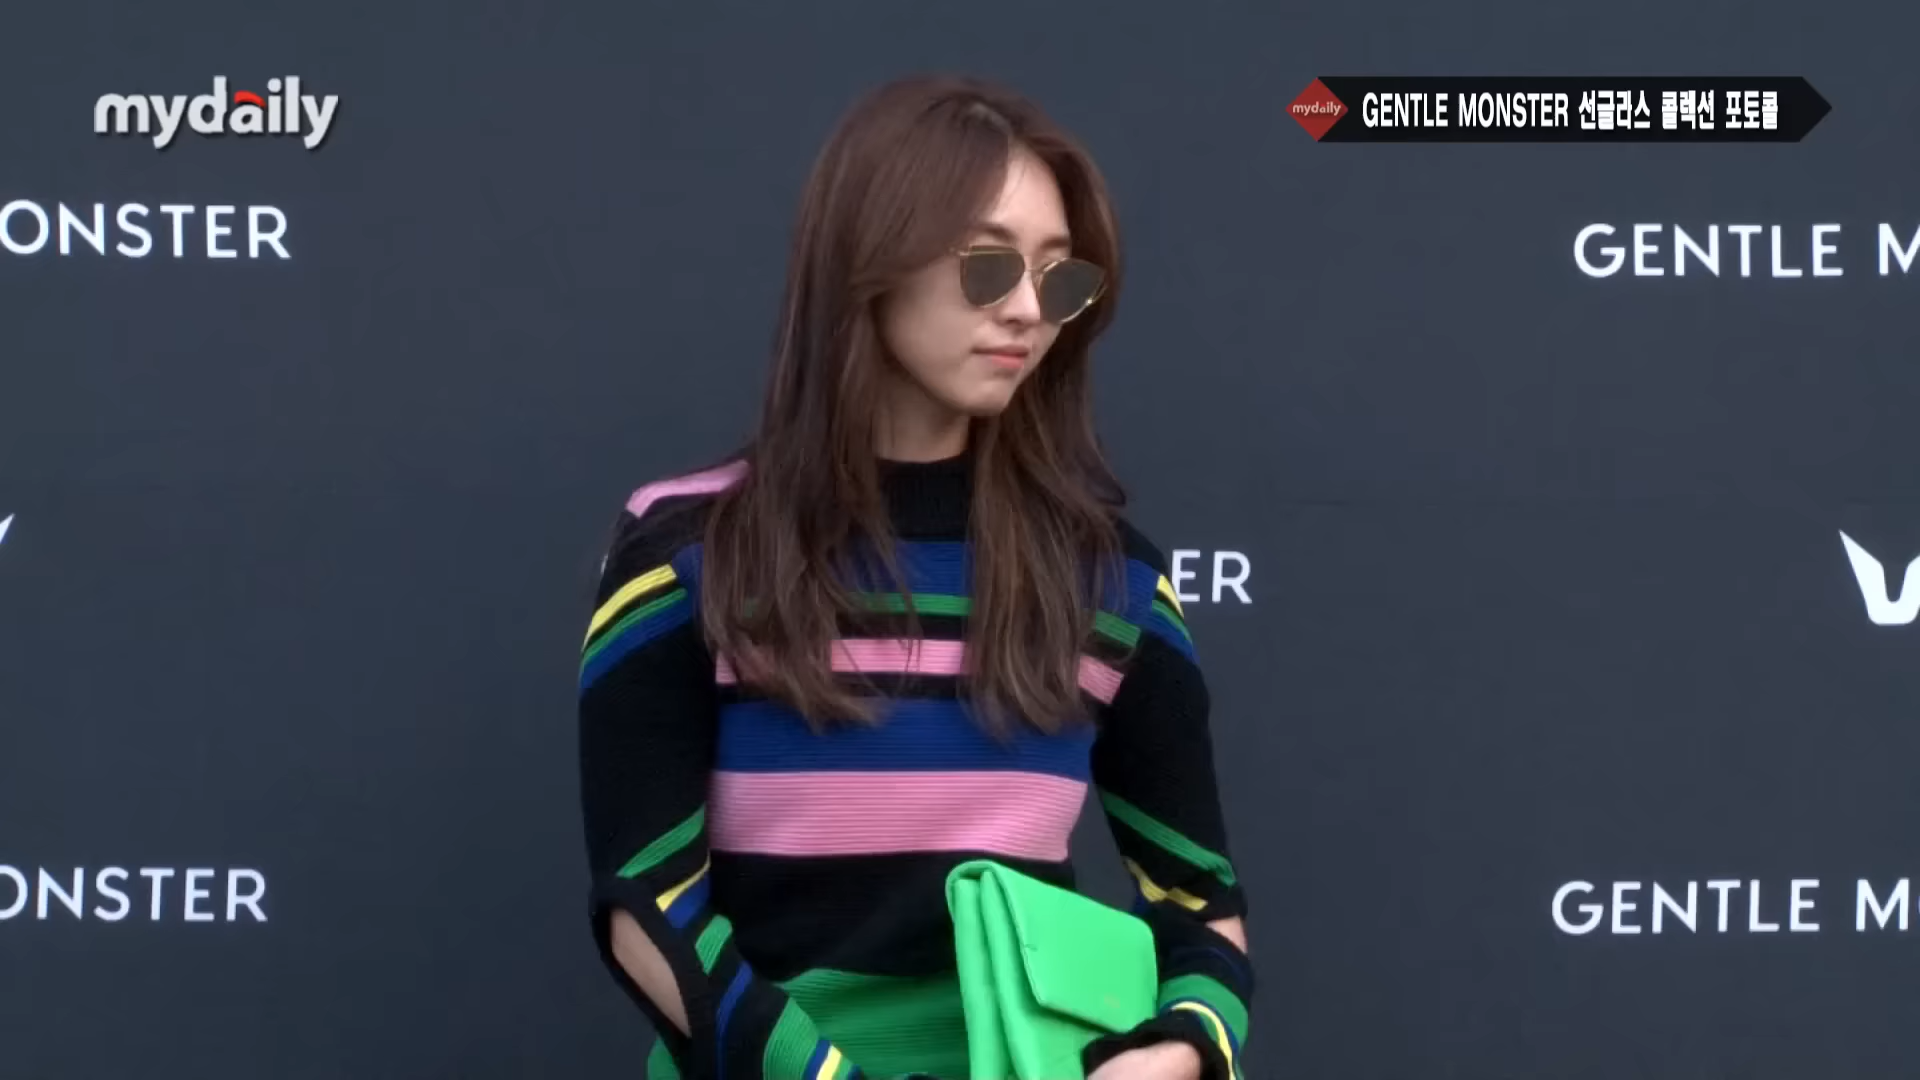 mydaily
mydaily GENTLE MONSTER 선글라스 콜렉션 포토콜
ONSTER
GENTLE M
ER
ONSTER
GENTLE M